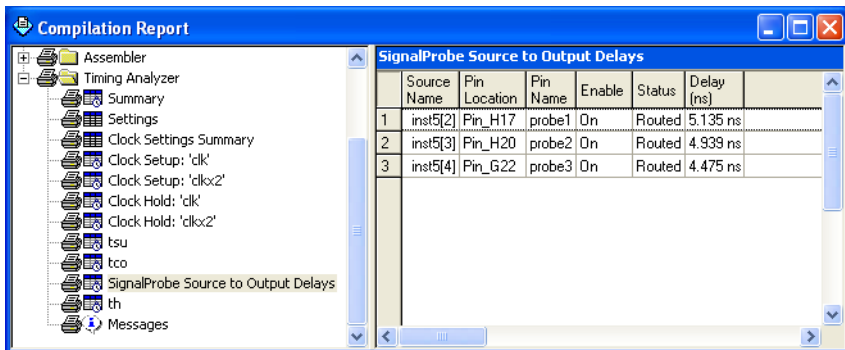 Compilation Report
Assembler
Timing Analyzer
Summary
Settings
Clock Settings Summary
Clock Setup: 'clk'
Clock Setup: 'clkx2'
Clock Hold: 'clk'
Clock Hold: 'clkx2'
tsu
tco
SignalProbe Source to Output Delays
th
Messages
SignalProbe Source to Output Delays
Source Name Pin Location Pin Name Enable Status Delay (ns)
1 inst5[2] Pin_H17 probe1 On Routed 5.135 ns
2 inst5[3] Pin_H20 probe2 On Routed 4.939 ns
3 inst5[4] Pin_G22 probe3 On Routed 4.475 ns